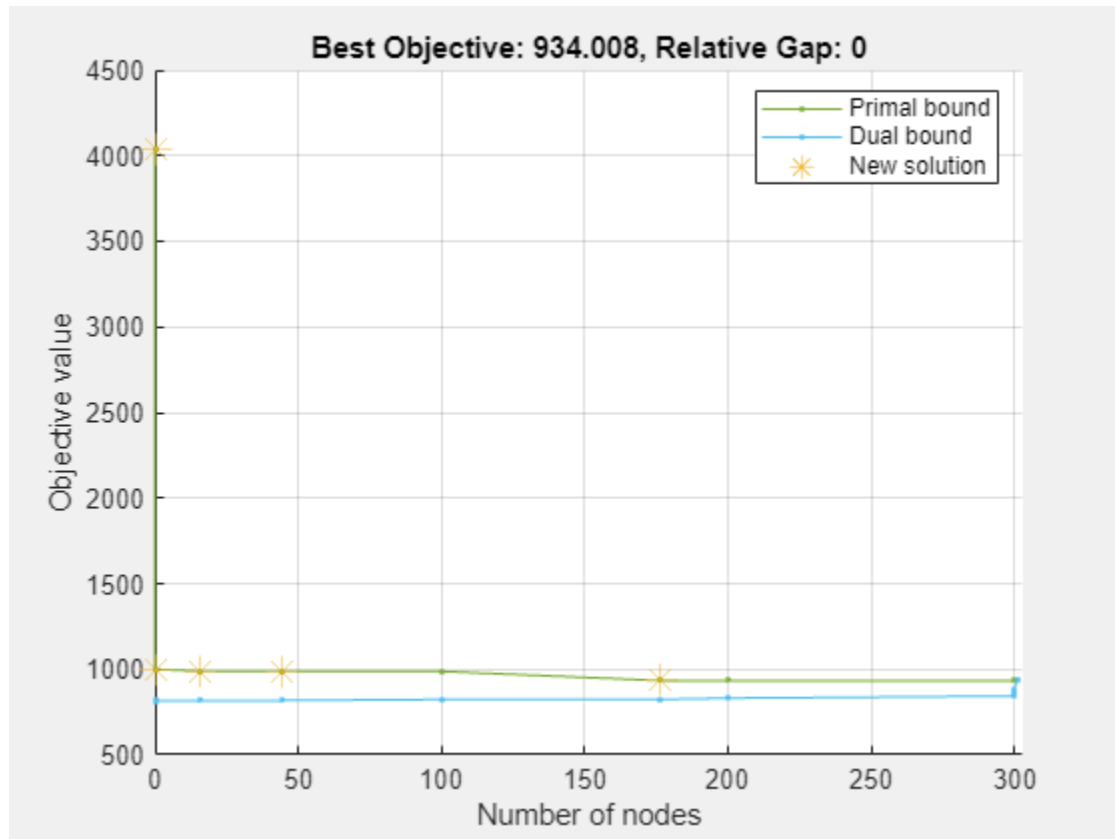 Best Objective: 934.008, Relative Gap: 0
4500
4000
3500
3000
2500
2000
1500
1000
500
Objective value
Primal bound
Dual bound
New solution
0 50 100 150 200 250 300
Number of nodes